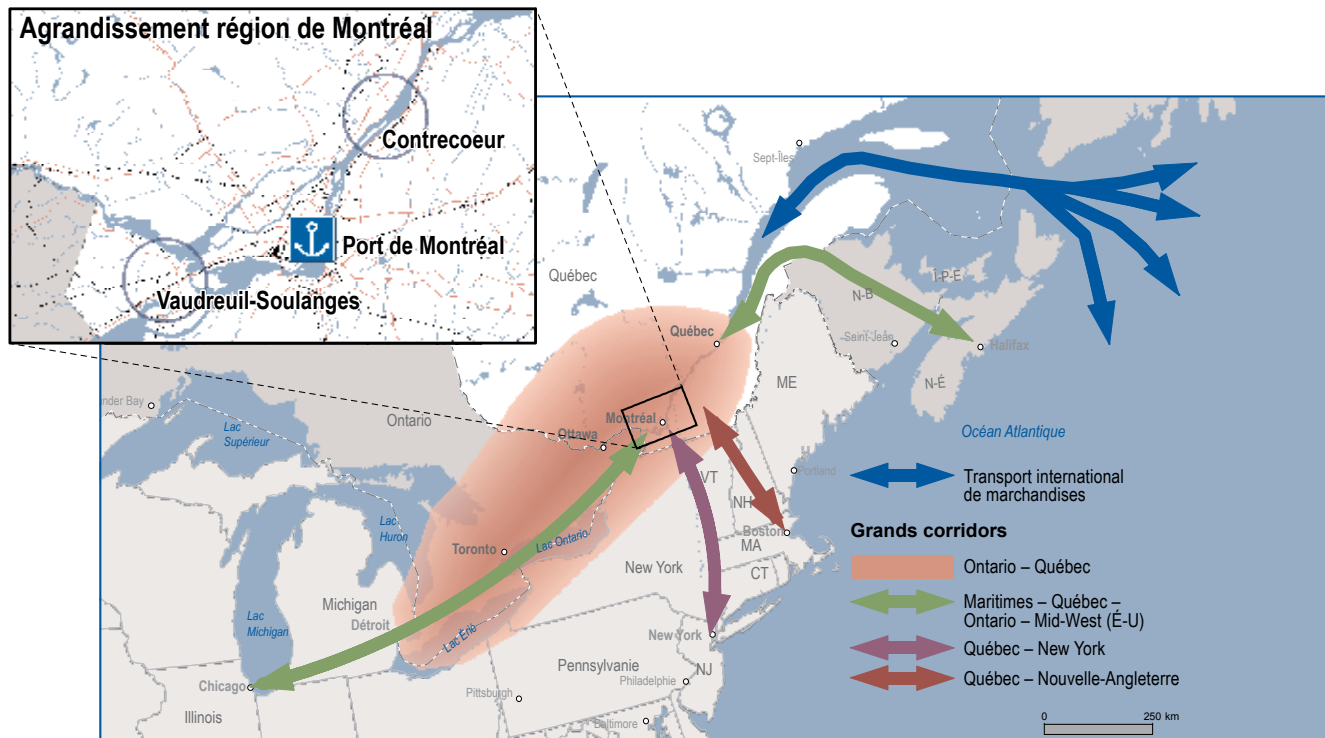 Agrandissement région de Montréal
Contrecoeur
Port de Montréal
Vaudreuil-Soulanges
Sept-Îles
Québec
Î-P-E
N-B
Québec
Saint-Jean
Halifax
N-É
ME
nder Bay
Ontario
Montréal
Ottawa
Lac
Supérieur
Océan Atlantique
Portland
VT
Lac
Huron
NH
Transport international
de marchandises
Boston
Grands corridors
Toronto
Lac Ontario
MA
CT
New York
Ontario – Québec
Michigan
Détroit
Lac
Michigan
Lac Érié
Maritimes – Québec –
Ontario – Mid-West (É-U)
New York
Québec – New York
Pennsylvanie
NJ
Philadelphie
Québec – Nouvelle-Angleterre
Chicago
Pittsburgh
Illinois
Baltimore
0 250 km